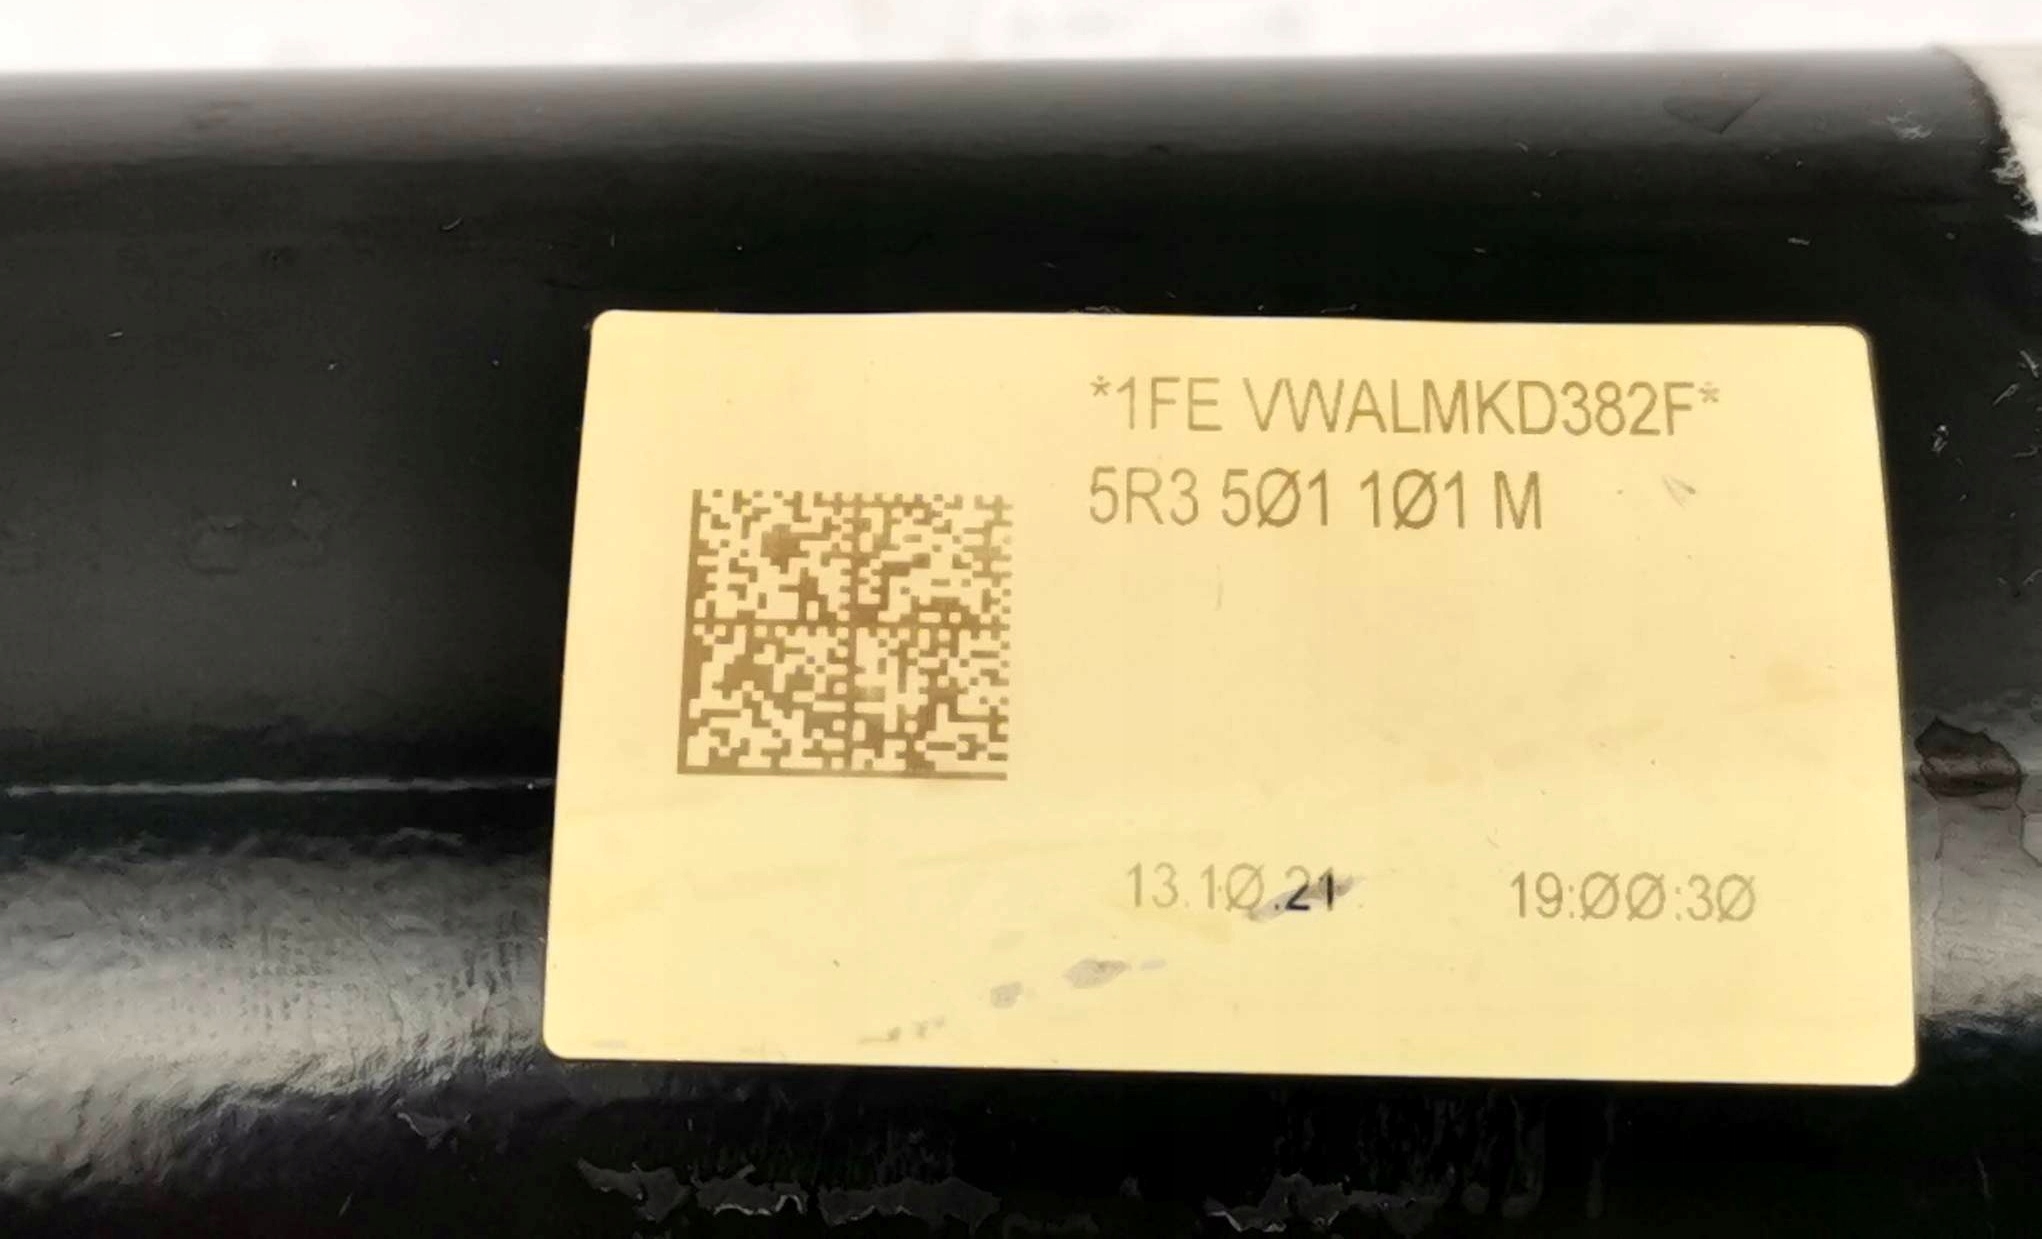 *1FE VWALMKD382F*
5R3 5Ø1 1Ø1 M
13.1Ø.21 19:ØØ:3Ø